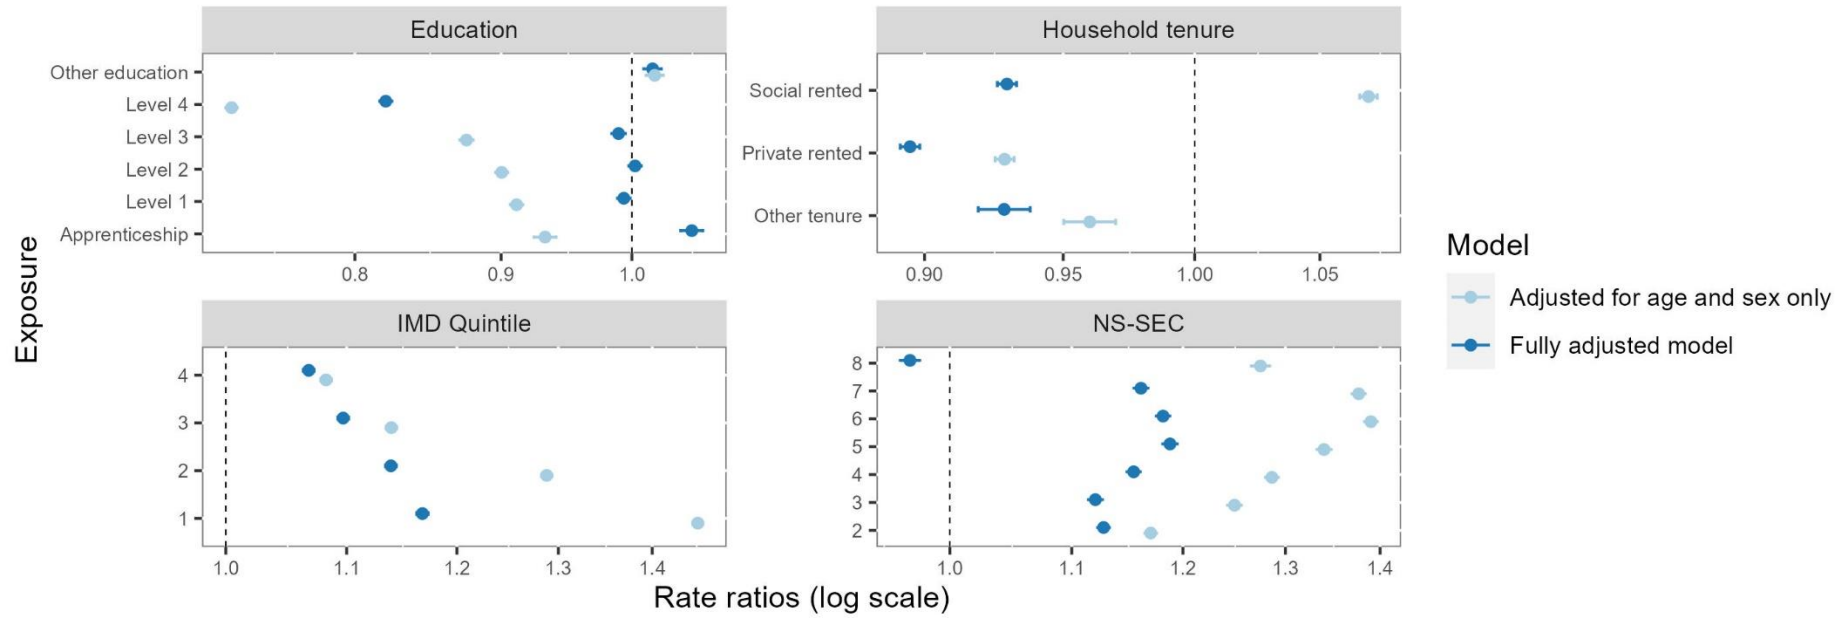 Education
Household tenure
Other education
Level 4
Level 3
Level 2
Level 1
Apprenticeship
0.8 0.9 1.0
Social rented
Private rented
Other tenure
0.90 0.95 1.00 1.05
Exposure
IMD Quintile
NS-SEC
4
3
2
1
1.0 1.1 1.2 1.3 1.4
8
7
6
5
4
3
2
1.0 1.1 1.2 1.3 1.4
Rate ratios (log scale)
Model
Adjusted for age and sex only
Fully adjusted model